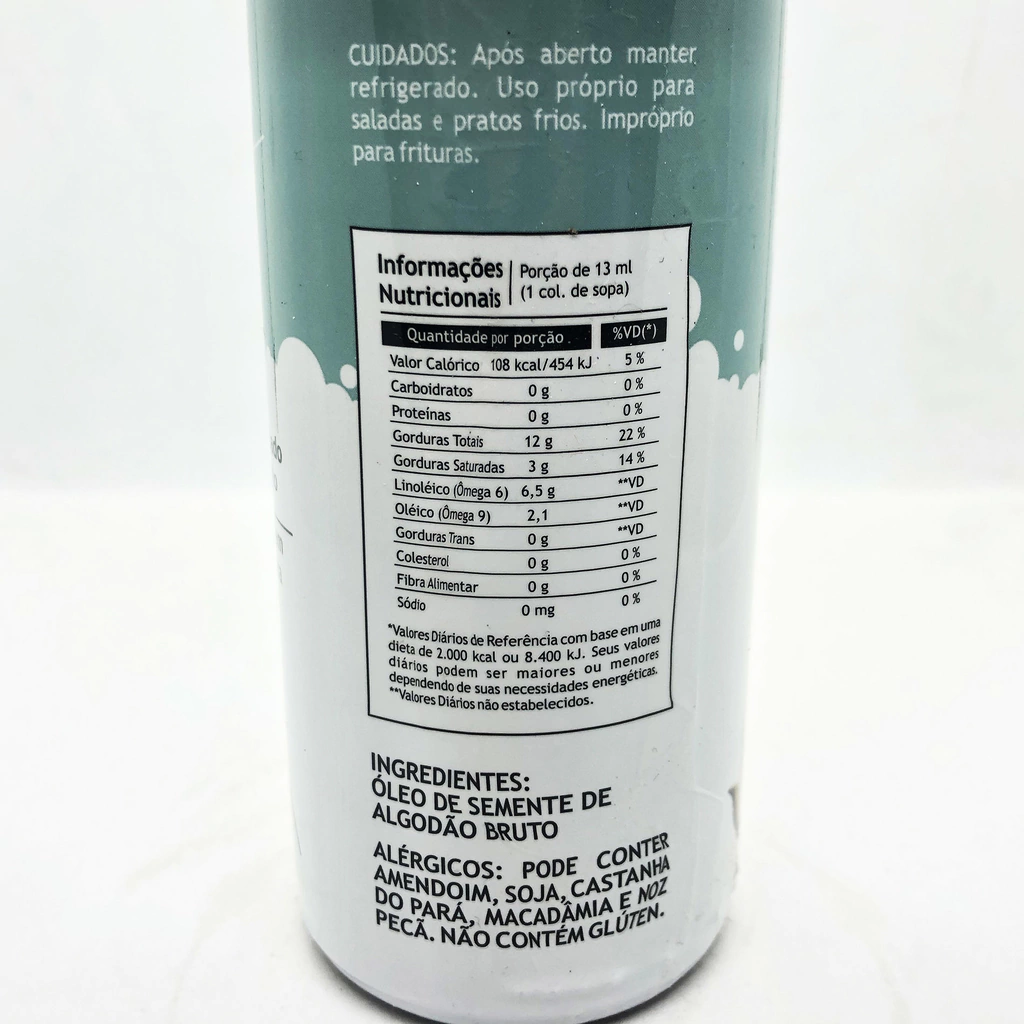 CUIDADOS: Após aberto manter
refrigerado. Uso próprio para
saladas e pratos frios. Impróprio
para frituras.
Informações Nutricionais
Porção de 13 ml
(1 col. de sopa)
Quantidade por porção %VD(*)
Valor Calórico 108 kcal/454 kJ 5 %
Carboidratos 0 g 0 %
Proteínas 0 g 0 %
Gorduras Totais 12 g 22 %
Gorduras Saturadas 3 g 14 %
Linoléico (Ômega 6) 6,5 g **VD
Oléico (Ômega 9) 2,1 **VD
Gorduras Trans 0 g **VD
Colesterol 0 g 0 %
Fibra Alimentar 0 g 0 %
Sódio 0 mg 0 %
*Valores Diários de Referência com base em uma
dieta de 2.000 kcal ou 8.400 kJ. Seus valores
diários podem ser maiores ou menores
dependendo de suas necessidades energéticas.
**Valores Diários não estabelecidos.
INGREDIENTES:
ÓLEO DE SEMENTE DE
ALGODÃO BRUTO
ALÉRGICOS: PODE CONTER
AMENDOIM, SOJA, CASTANHA
DO PARÁ, MACADÂMIA E NOZ
PECÃ. NÃO CONTÉM GLÚTEN.